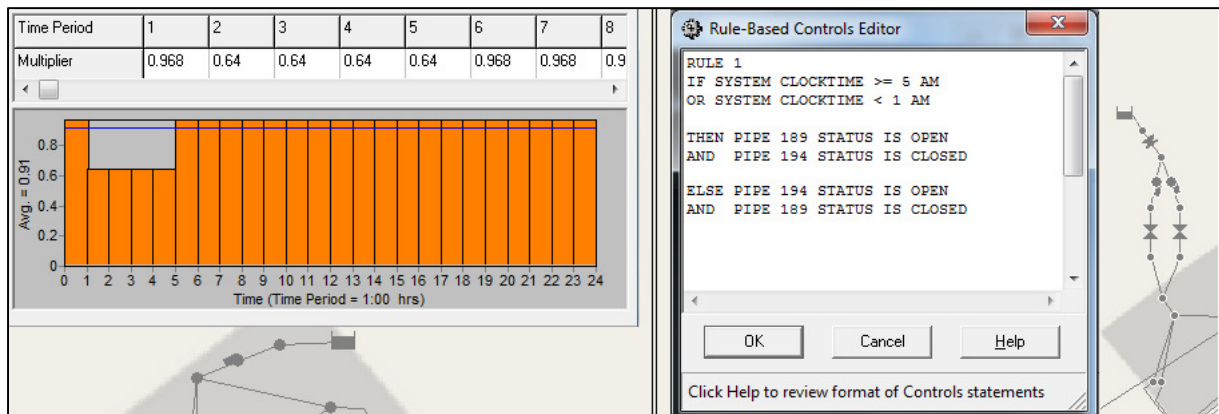 Time Period 1 2 3 4 5 6 7 8
Multiplier 0.968 0.64 0.64 0.64 0.64 0.968 0.968 0.9
Avg. = 0.91
0.8
0.6
0.4
0.2
0
0 1 2 3 4 5 6 7 8 9 10 11 12 13 14 15 16 17 18 19 20 21 22 23 24
Time (Time Period = 1:00 hrs)
Rule-Based Controls Editor
RULE 1
IF SYSTEM CLOCKTIME >= 5 AM
OR SYSTEM CLOCKTIME < 1 AM
THEN PIPE 189 STATUS IS OPEN
AND PIPE 194 STATUS IS CLOSED
ELSE PIPE 194 STATUS IS OPEN
AND PIPE 189 STATUS IS CLOSED
OK Cancel Help
Click Help to review format of Controls statements